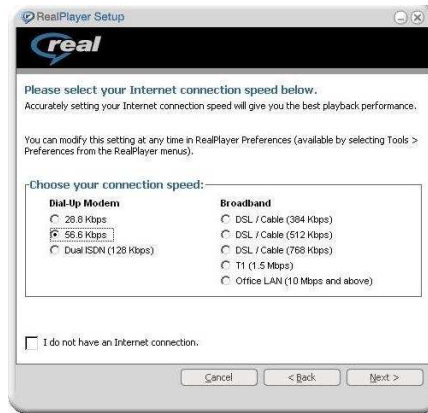 RealPlayer Setup
real
Please select your Internet connection speed below.
Accurately setting your Internet connection speed will give you the best playback performance.
You can modify this setting at any time in RealPlayer Preferences (available by selecting Tools >
Preferences from the RealPlayer menus).
Choose your connection speed:
Dial-Up Modem
28.8 Kbps
56.6 Kbps
Dual ISDN (128 Kbps)
Broadband
DSL / Cable (384 Kbps)
DSL / Cable (512 Kbps)
DSL / Cable (768 Kbps)
T1 (1.5 Mbps)
Office LAN (10 Mbps and above)
I do not have an Internet connection.
Cancel
< Back
Next >